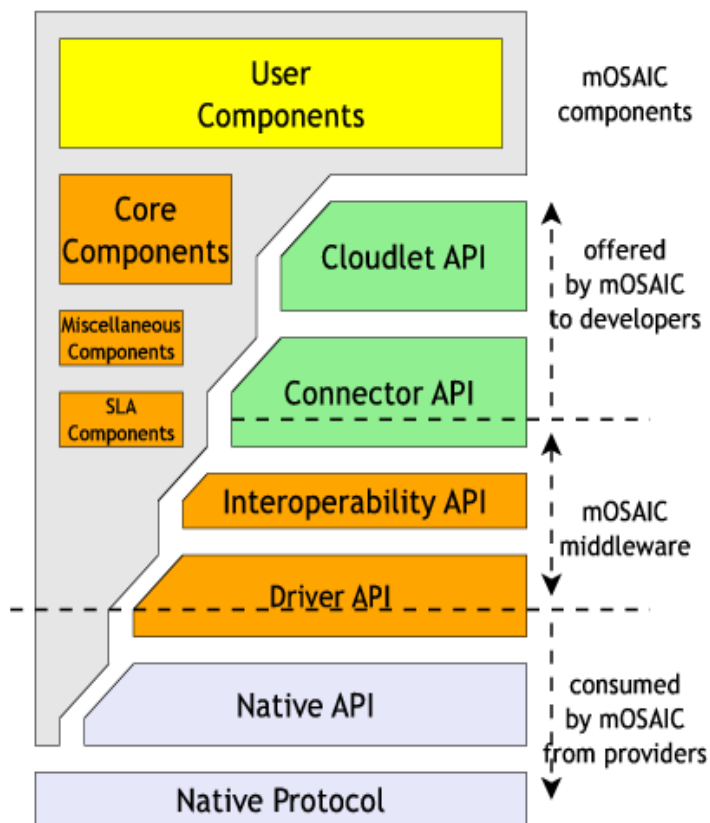 User
Components
mOSAIC
components
Core
Components
Cloudlet API
offered
by mOSAIC
to developers
Miscellaneous
Components
Connector API
SLA
Components
Interoperability API
mOSAIC
middleware
Driver API
Native API
consumed
by mOSAIC
from providers
Native Protocol